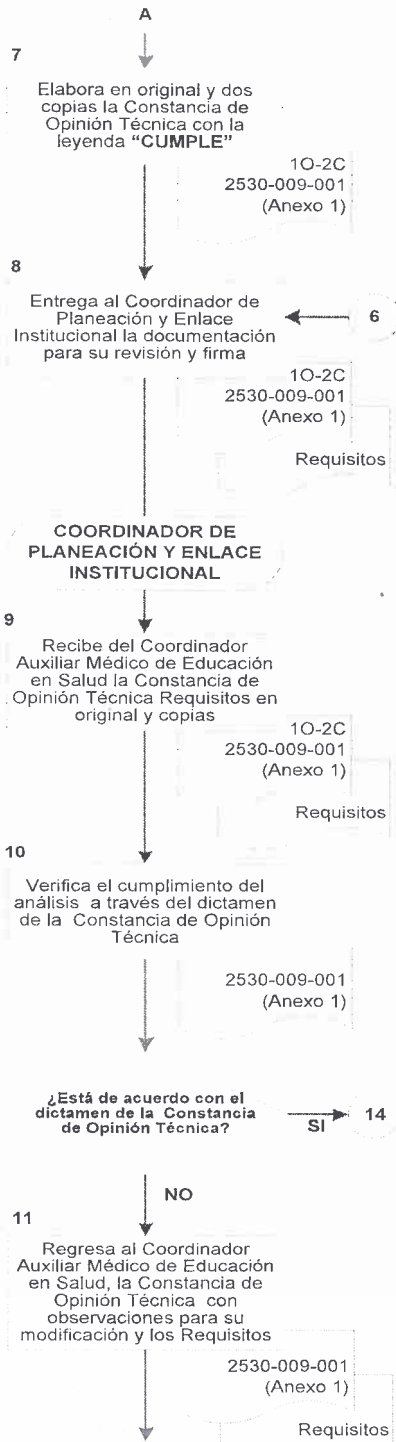 A
7
Elabora en original y dos
copias la Constancia de
Opinión Técnica con la
leyenda “CUMPLE”
1O-2C
2530-009-001
(Anexo 1)
8
Entrega al Coordinador de
Planeación y Enlace
Institucional la documentación
para su revisión y firma
6
1O-2C
2530-009-001
(Anexo 1)
Requisitos
COORDINADOR DE
PLANEACIÓN Y ENLACE
INSTITUCIONAL
9
Recibe del Coordinador
Auxiliar Médico de Educación
en Salud la Constancia de
Opinión Técnica Requisitos en
original y copias
1O-2C
2530-009-001
(Anexo 1)
Requisitos
10
Verifica el cumplimiento del
análisis a través del dictamen
de la Constancia de Opinión
Técnica
2530-009-001
(Anexo 1)
¿Está de acuerdo con el
dictamen de la Constancia
de Opinión Técnica?
SI
14
NO
11
Regresa al Coordinador
Auxiliar Médico de Educación
en Salud, la Constancia de
Opinión Técnica con
observaciones para su
modificación y los Requisitos
2530-009-001
(Anexo 1)
Requisitos